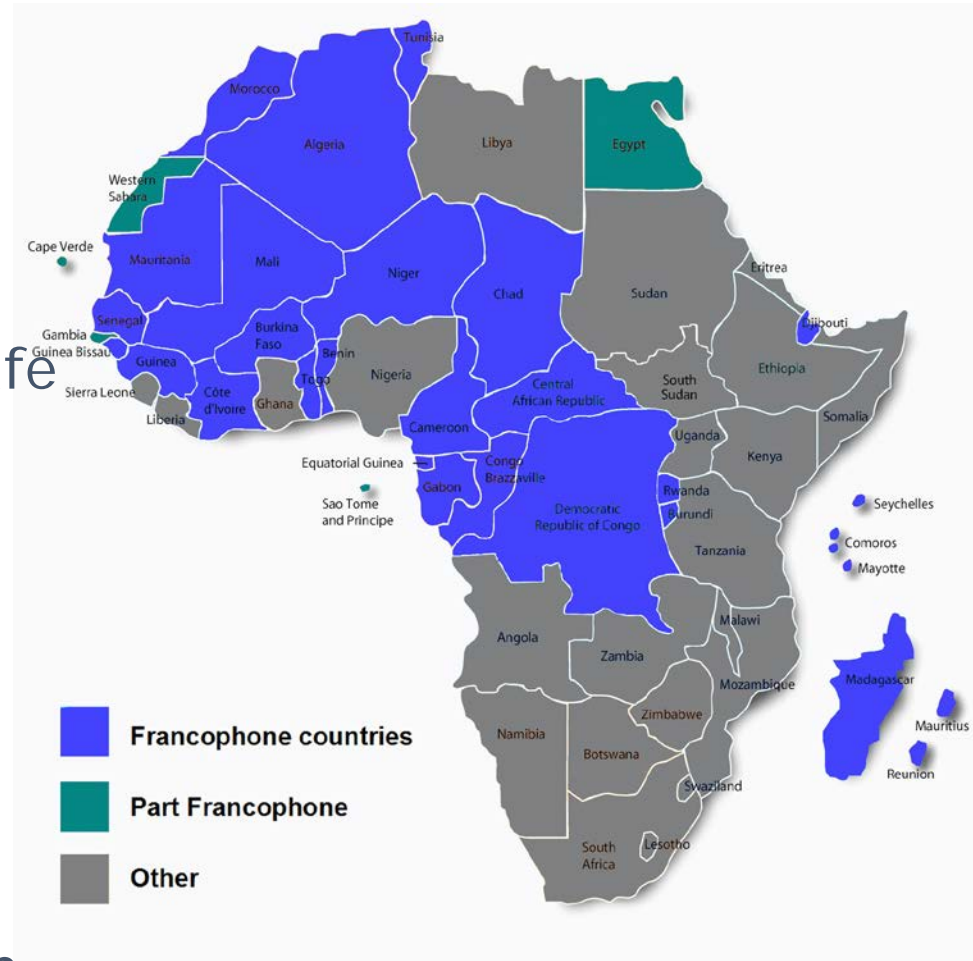 Tunisia
Morocco
Algeria
Libya
Egypt
Western
Sahara
Cape Verde
Mauritania
Mali
Niger
Chad
Sudan
Eritrea
Senegal
Gambia
Guinea Bissau
Guinea
Burkina
Faso
Benin
Togo
Nigeria
Djibouti
fe
Sierra Leone
Liberia
Côte
d'Ivoire
Ghana
Central
African Republic
South
Sudan
Ethiopia
Somalia
Cameroon
Uganda
Kenya
Equatorial Guinea
Gabon
Congo
Brazzaville
Sao Tome
and Principe
Democratic
Republic of Congo
Rwanda
Burundi
Tanzania
Seychelles
Comoros
Mayotte
Angola
Zambia
Malawi
Mozambique
Madagascar
Mauritius
Reunion
Namibia
Zimbabwe
Botswana
Swaziland
South
Africa
Lesotho
Francophone countries
Part Francophone
Other